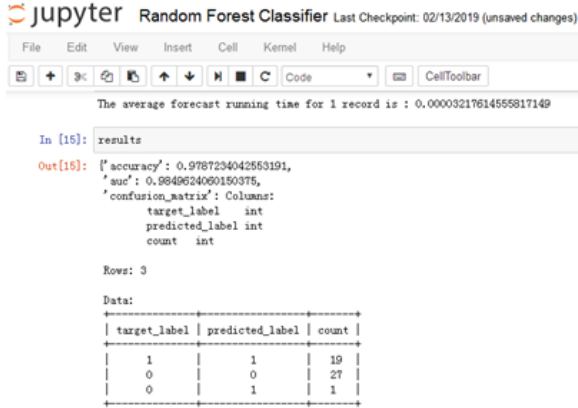 jupyter Random Forest Classifier Last Checkpoint: 02/13/2019 (unsaved changes)
File Edit View Insert Cell Kernel Help
Code CellToolbar
The average forecast running time for 1 record is : 0.00003217614555817149
In [15]: results
Out[15]: {'accuracy': 0.9787234042553191,
'auc': 0.9849624060150375,
'confusion_matrix': Columns:
target_label int
predicted_label int
count int
Rows: 3
Data:
+--------------+-----------------+-------+
| target_label | predicted_label | count |
+--------------+-----------------+-------+
| 1 | 1 | 19 |
| 0 | 0 | 27 |
| 0 | 1 | 1 |
+--------------+-----------------+-------+